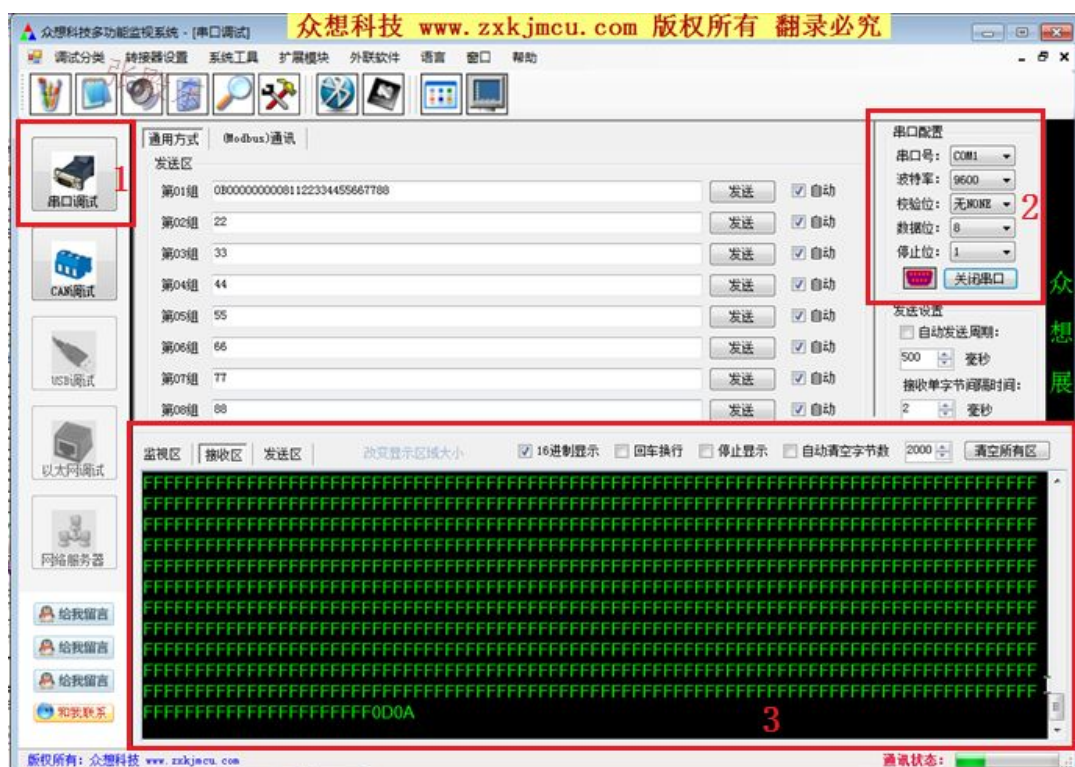 众想科技 www.zxkjmcu.com 版权所有 翻录必究
众想科技多功能监视系统 - [串口调试]
调试分类 转接器设置 系统工具 扩展模块 外联软件 语言 窗口 帮助
串口调试
1
CAN调试
USB调试
以太网调试
网络服务器
给我留言
给我留言
给我留言
和我联系
通用方式 (Modbus)通讯
发送区
第01组 0B00000000081122334455667788 发送 自动
第02组 22 发送 自动
第03组 33 发送 自动
第04组 44 发送 自动
第05组 55 发送 自动
第06组 66 发送 自动
第07组 77 发送 自动
第08组 88 发送 自动
串口配置
串口号: COM1
波特率: 9600
校验位: 无NONE
数据位: 8
停止位: 1
关闭串口
2
发送设置
自动发送周期:
500 毫秒
接收单字节间隔时间:
2 毫秒
众
想
展
监视区 接收区 发送区 改变显示区域大小 16进制显示 回车换行 停止显示 自动清空字节数 2000 清空所有区
FFFFFFFFFFFFFFFFFFFFFF0D0A
3
版权所有: 众想科技 www.zxkjmcu.com
通讯状态: